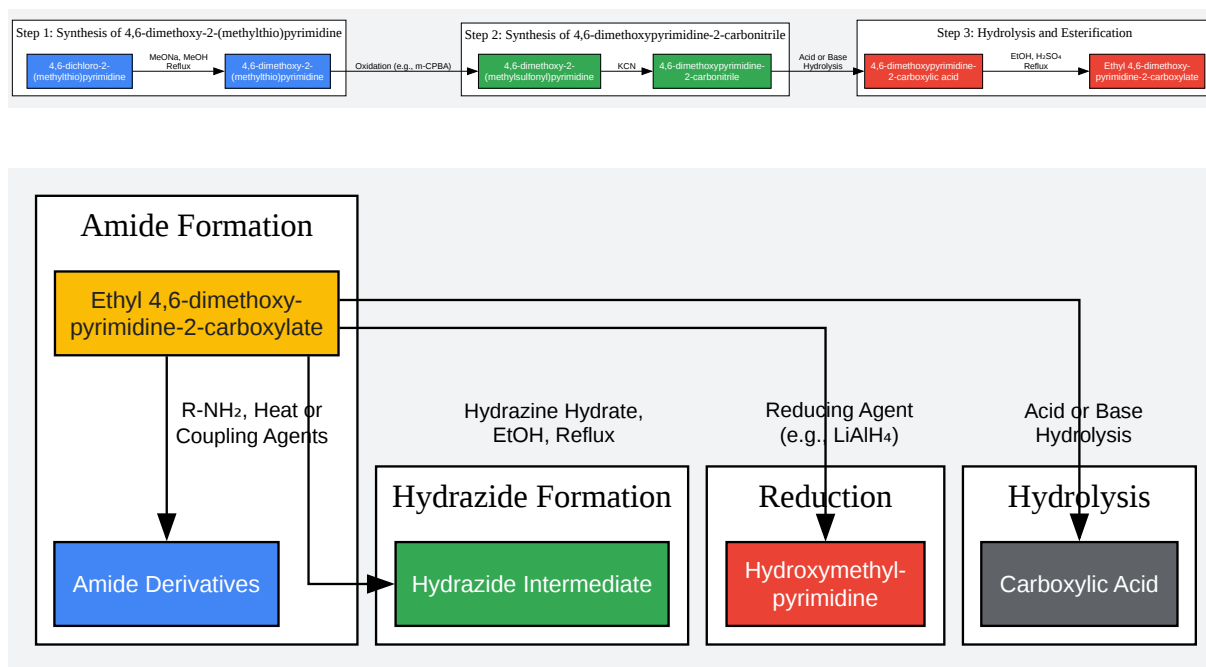 Step 1: Synthesis of 4,6-dimethoxy-2-(methylthio)pyrimidine
4,6-dichloro-2-
(methylthio)pyrimidine
MeONa, MeOH
Reflux
4,6-dimethoxy-2-
(methylthio)pyrimidine
Oxidation (e.g., m-CPBA)
Step 2: Synthesis of 4,6-dimethoxypyrimidine-2-carbonitrile
4,6-dimethoxy-2-
(methylsulfonyl)pyrimidine
KCN
4,6-dimethoxypyrimidine-
2-carbonitrile
Acid or Base
Hydrolysis
Step 3: Hydrolysis and Esterification
4,6-dimethoxypyrimidine-
2-carboxylic acid
EtOH, H₂SO₄
Reflux
Ethyl 4,6-dimethoxy-
pyrimidine-2-carboxylate
Amide Formation
Ethyl 4,6-dimethoxy-
pyrimidine-2-carboxylate
R-NH₂, Heat or
Coupling Agents
Hydrazine Hydrate,
EtOH, Reflux
Reducing Agent
(e.g., LiAlH₄)
Acid or Base
Hydrolysis
Hydrazide Formation
Reduction
Hydrolysis
Amide Derivatives
Hydrazide Intermediate
Hydroxymethyl-
pyrimidine
Carboxylic Acid